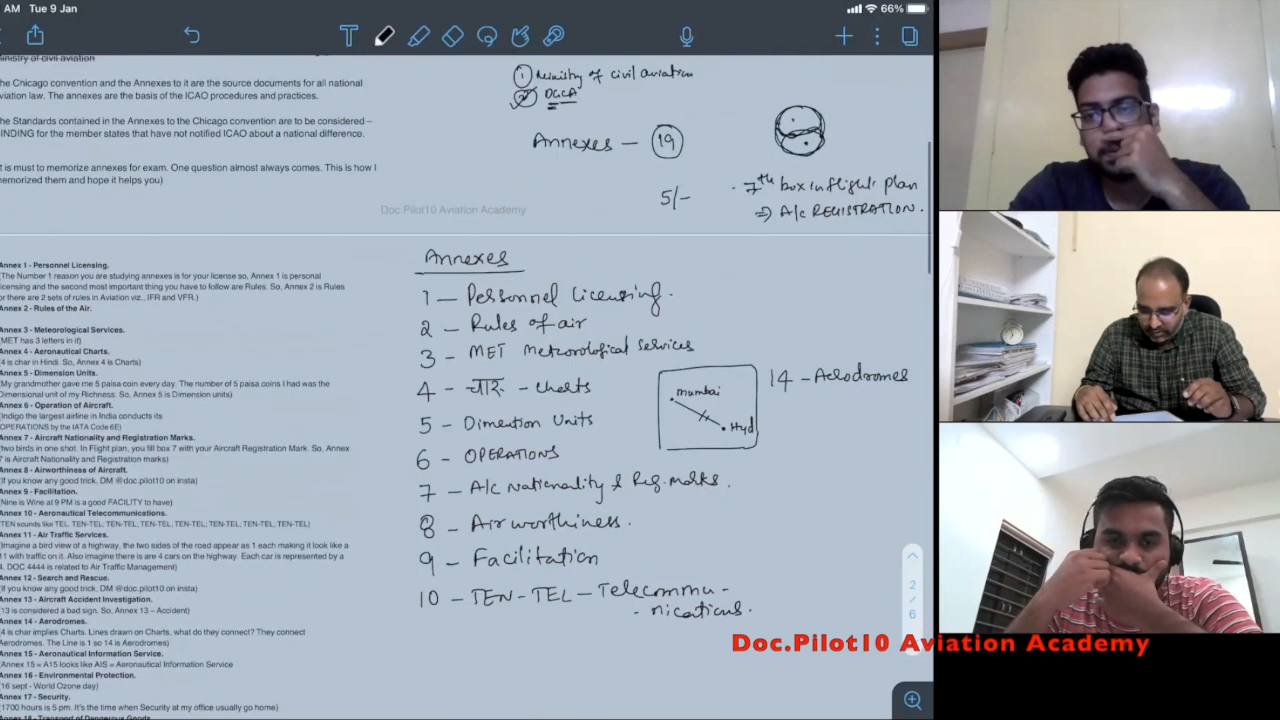 Tue 9 Jan
66%
T
Ministry of civil aviation
he Chicago convention and the Annexes to it are the source documents for all national
viation law. The annexes are the basis of the ICAO procedures and practices.
he Standards contained in the Annexes to the Chicago convention are to be considered –
INDING for the member states that have not notified ICAO about a national difference.
t is must to memorize annexes for exam. One question almost always comes. This is how I
emorized them and hope it helps you)
Doc.Pilot10 Aviation Academy
1 Ministry of civil aviation
2 DGCA
Annexes – 19
5/-
· 7th box in flight plan
⇒ A/c REGISTRATION.
Annex 1 - Personnel Licensing.
(The Number 1 reason you are studying annexes is for your license so, Annex 1 is personal
icensing and the second most important thing you have to follow are Rules. So, Annex 2 is Rules
or there are 2 sets of rules in Aviation viz., IFR and VFR.)
Annex 2 - Rules of the Air.
Annex 3 - Meteorological Services.
(MET has 3 letters in it)
Annex 4 - Aeronautical Charts.
(4 is char in Hindi. So, Annex 4 is Charts)
Annex 5 - Dimension Units.
(My grandmother gave me 5 paisa coin every day. The number of 5 paisa coins I had was the
Dimensional unit of my Richness. So, Annex 5 is Dimension units)
Annex 6 - Operation of Aircraft.
(Indigo the largest airline in India conducts its
OPERATIONS by the IATA Code 6E)
Annex 7 - Aircraft Nationality and Registration Marks.
(two birds in one shot. In Flight plan, you fill box 7 with your Aircraft Registration Mark. So, Annex
7 is Aircraft Nationality and Registration marks)
Annex 8 - Airworthiness of Aircraft.
(If you know any good trick, DM @doc.pilot10 on insta)
Annex 9 - Facilitation.
(Nine is Wine at 9 PM is a good FACILITY to have)
Annex 10 - Aeronautical Telecommunications.
(TEN sounds like TEL. TEN-TEL; TEN-TEL; TEN-TEL; TEN-TEL; TEN-TEL; TEN-TEL)
Annex 11 - Air Traffic Services.
(Imagine a bird view of a highway, the two sides of the road appear as 1 each making it look like a
11 with traffic on it. Also Imagine there are 4 cars on the highway. Each car is represented by a
4. DOC 4444 is related to Air Traffic Management)
Annex 12 - Search and Rescue.
(If you know any good trick, DM @doc.pilot10 on insta)
Annex 13 - Aircraft Accident Investigation.
(13 is considered a bad sign. So, Annex 13 – Accident)
Annex 14 - Aerodromes.
(4 is char implies Charts. Lines drawn on Charts, what do they connect? They connect
Aerodromes. The Line is 1 so 14 is Aerodromes)
Annex 15 - Aeronautical Information Service.
(Annex 15 = A15 looks like AIS = Aeronautical Information Service
Annex 16 - Environmental Protection.
(16 sept - World Ozone day)
Annex 17 - Security.
(1700 hours is 5 pm. It's the time when Security at my office usually go home)
Annex 18 - Transport of Dangerous Goods.
Annexes
1 – Personnel Licensing.
2 – Rules of air
3 – MET Meteorological services
4 – चार – charts
5 – Dimention Units
6 – OPERATIONS
7 – A/c Nationality & Reg. marks.
8 – Airworthiness.
9 – Facilitation
10 – TEN-TEL – Telecommu-
-nications.
mumbai
Hyd
14 – Aerodromes
2
6
Doc.Pilot10 Aviation Academy